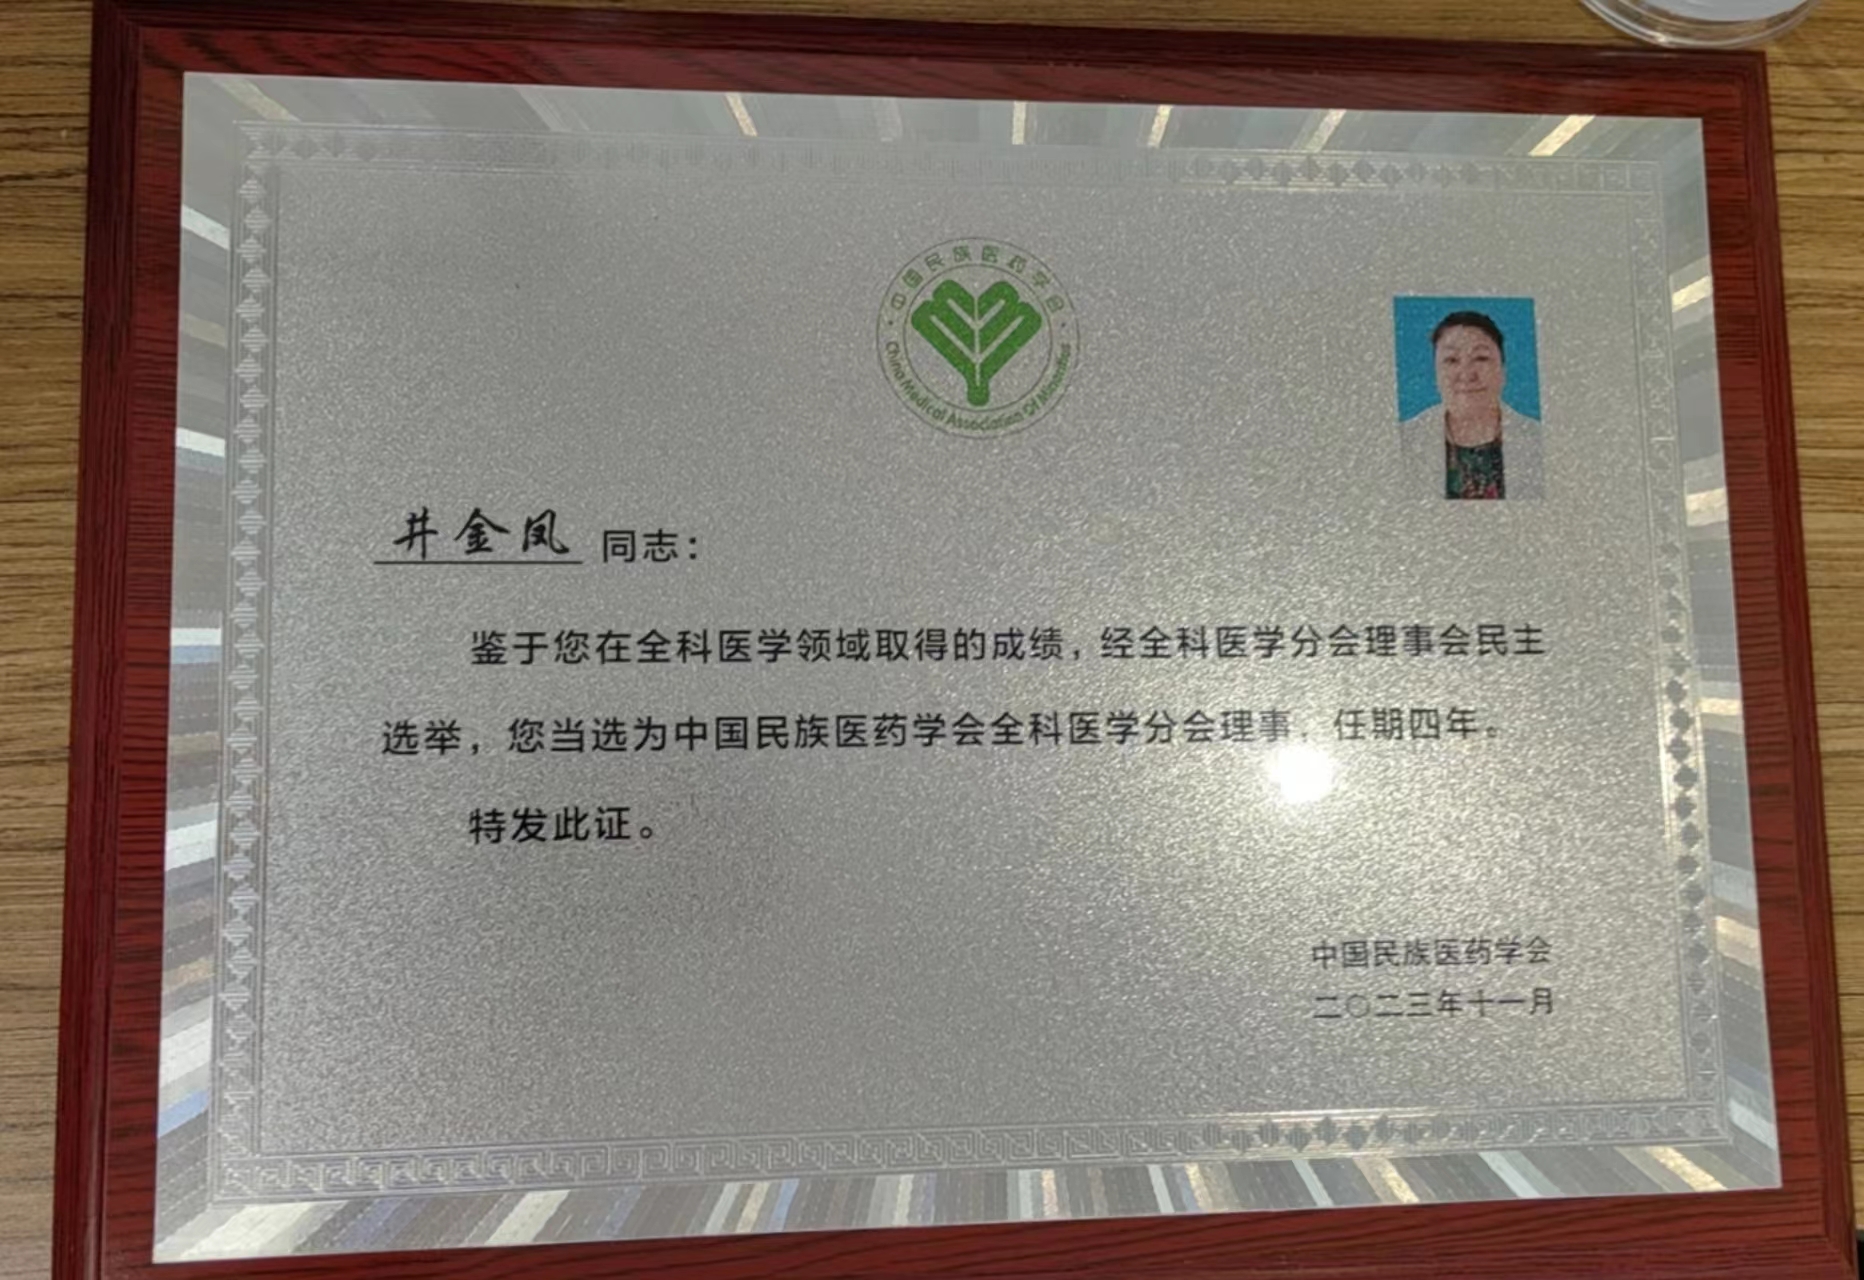 中国民族医药学会
China Medical Association Of Minorities
井金凤 同志：
鉴于您在全科医学领域取得的成绩，经全科医学分会理事会民主
选举，您当选为中国民族医药学会全科医学分会理事，任期四年。
特发此证。
中国民族医药学会
二〇二三年十一月